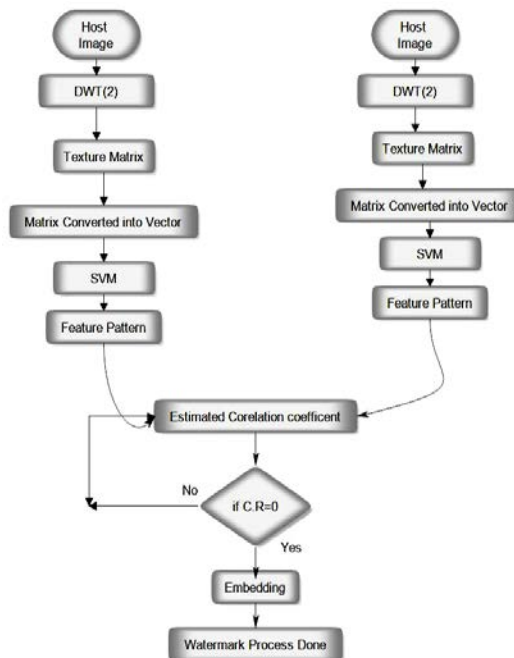 Host
Image
DWT(2)
Texture Matrix
Matrix Converted into Vector
SVM
Feature Pattern
Host
Image
DWT(2)
Texture Matrix
Matrix Converted into Vector
SVM
Feature Pattern
Estimated Corelation coefficent
No
if C.R=0
Yes
Embedding
Watermark Process Done